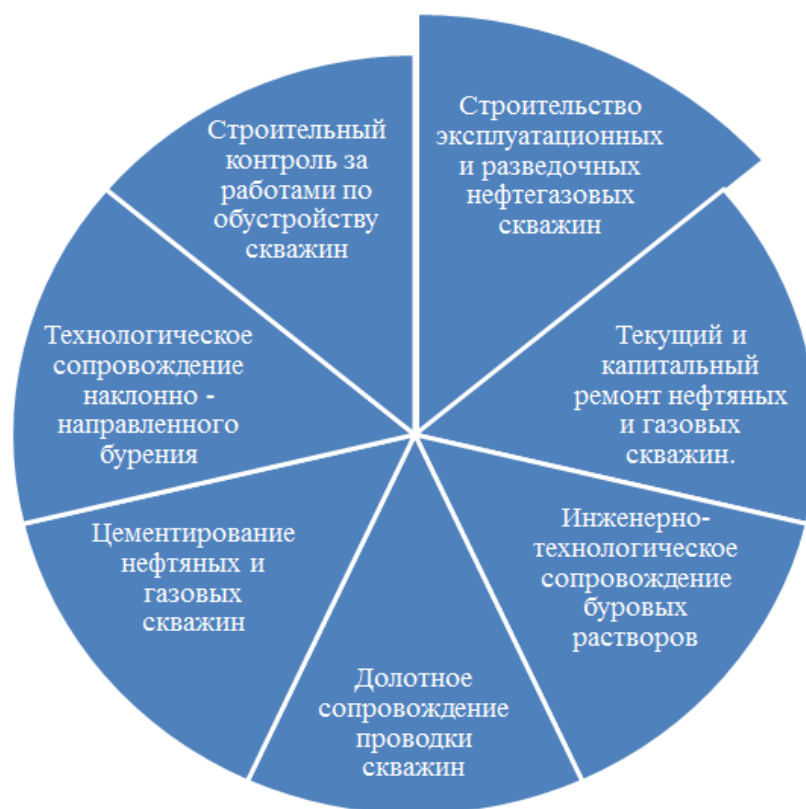 Строительство
эксплуатационных
и разведочных
нефтегазовых
скважин
Текущий и
капитальный
ремонт нефтяных
и газовых
скважин.
Инженерно-
технологическое
сопровождение
буровых
растворов
Долотное
сопровождение
проводки
скважин
Цементирование
нефтяных и
газовых
скважин
Технологическое
сопровождение
наклонно -
направленного
бурения
Строительный
контроль за
работами по
обустройству
скважин